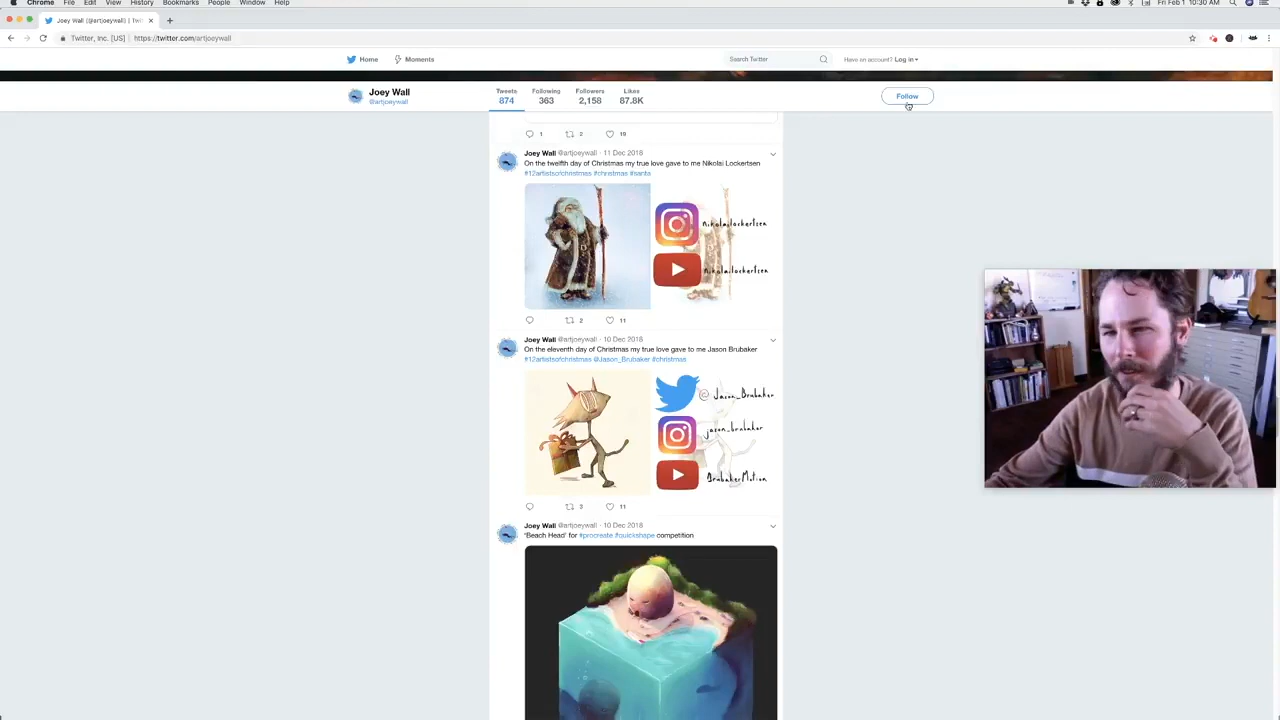 Chrome File Edit View History Bookmarks People Window Help
Fri Feb 1 10:30 AM
Joey Wall (@artjoeywall) | Twi
Twitter, Inc. [US] | https://twitter.com/artjoeywall
Home Moments
Search Twitter
Have an account? Log in
Joey Wall
@artjoeywall
Tweets Following Followers Likes
874 363 2,158 87.8K
Follow
1 2 19
Joey Wall @artjoeywall · 11 Dec 2018
On the twelfth day of Christmas my true love gave to me Nikolai Lockertsen
#12artistsofchristmas #christmas #santa
nikolailockertsen
nikolailockertsen
2 11
Joey Wall @artjoeywall · 10 Dec 2018
On the eleventh day of Christmas my true love gave to me Jason Brubaker
#12artistsofchristmas @Jason_Brubaker #christmas
@ Jason_Brubaker
jason_brubaker
BrubakerMotion
3 11
Joey Wall @artjoeywall · 10 Dec 2018
'Beach Head' for #procreate #quickshape competition